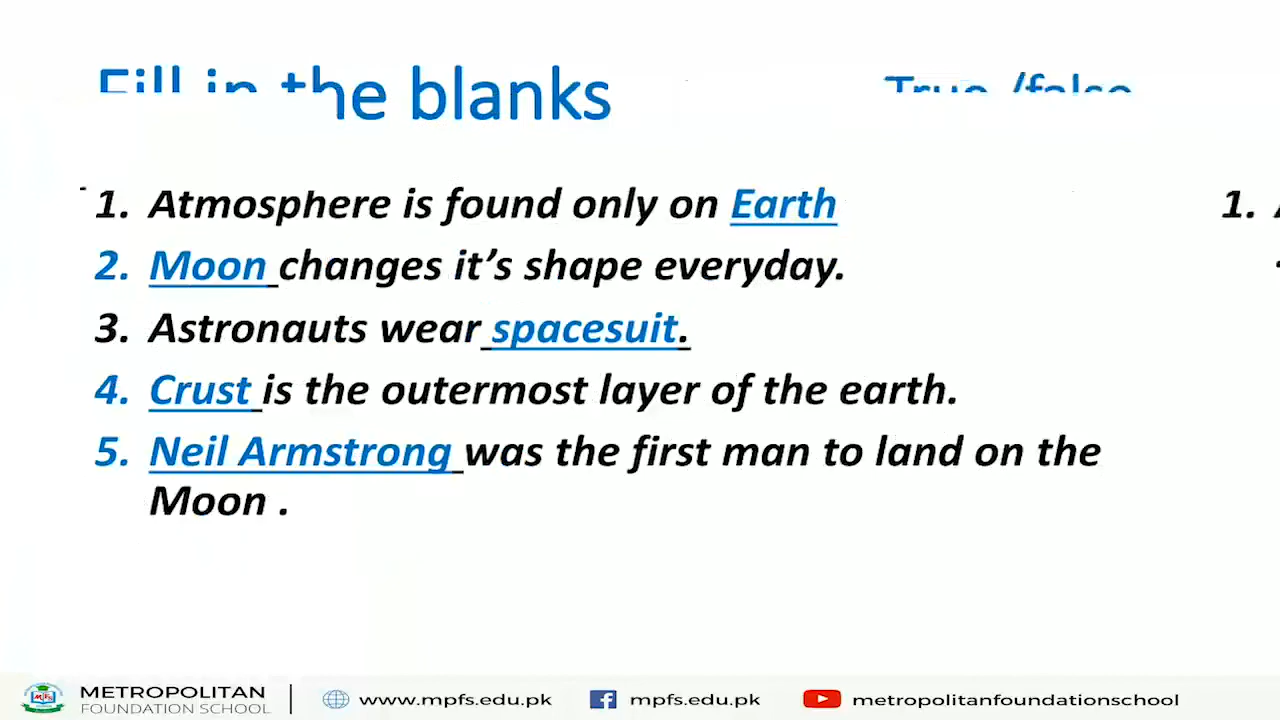 Fill in the blanks
True /false
1. Atmosphere is found only on Earth
1.
2. Moon changes it's shape everyday.
3. Astronauts wear spacesuit.
4. Crust is the outermost layer of the earth.
5. Neil Armstrong was the first man to land on the
Moon .
METROPOLITAN
FOUNDATION SCHOOL
www.mpfs.edu.pk
mpfs.edu.pk
metropolitanfoundationschool